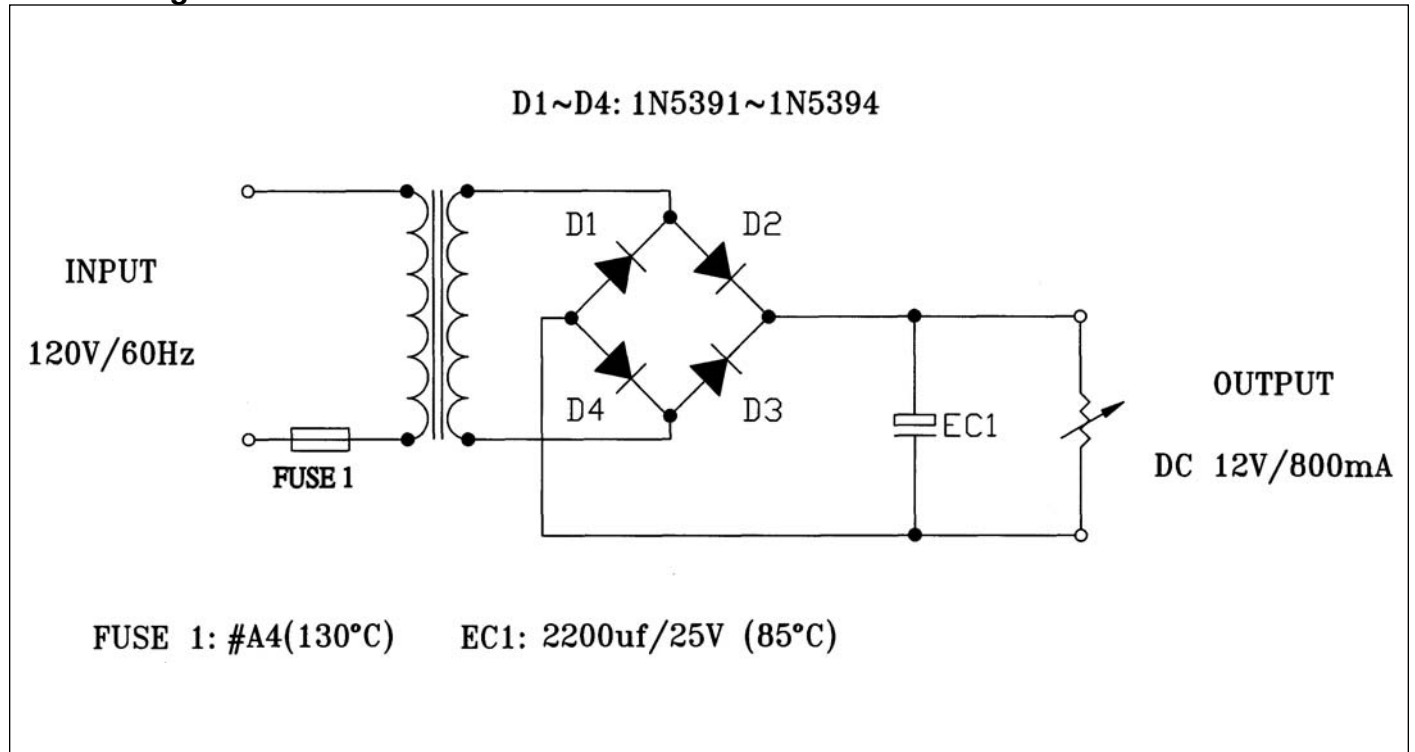 D1~D4: 1N5391~1N5394
D1
D2
INPUT
120V/60Hz
D4
D3
EC1
OUTPUT
DC 12V/800mA
FUSE 1
FUSE 1: #A4(130°C) EC1: 2200uf/25V (85°C)